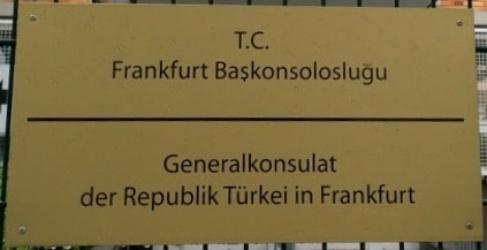 T.C.
Frankfurt Başkonsolosluğu
Generalkonsulat
der Republik Türkei in Frankfurt